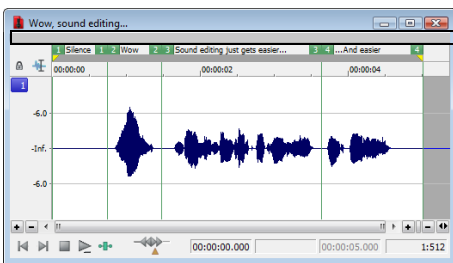 Wow, sound editing...
1 Silence 1 2 Wow 2 3 Sound editing just gets easier... 3 4 ...And easier 4
00:00:00 00:00:02 00:00:04
1
-6.0
-Inf.
-6.0
00:00:00.000 00:00:05.000 1:512